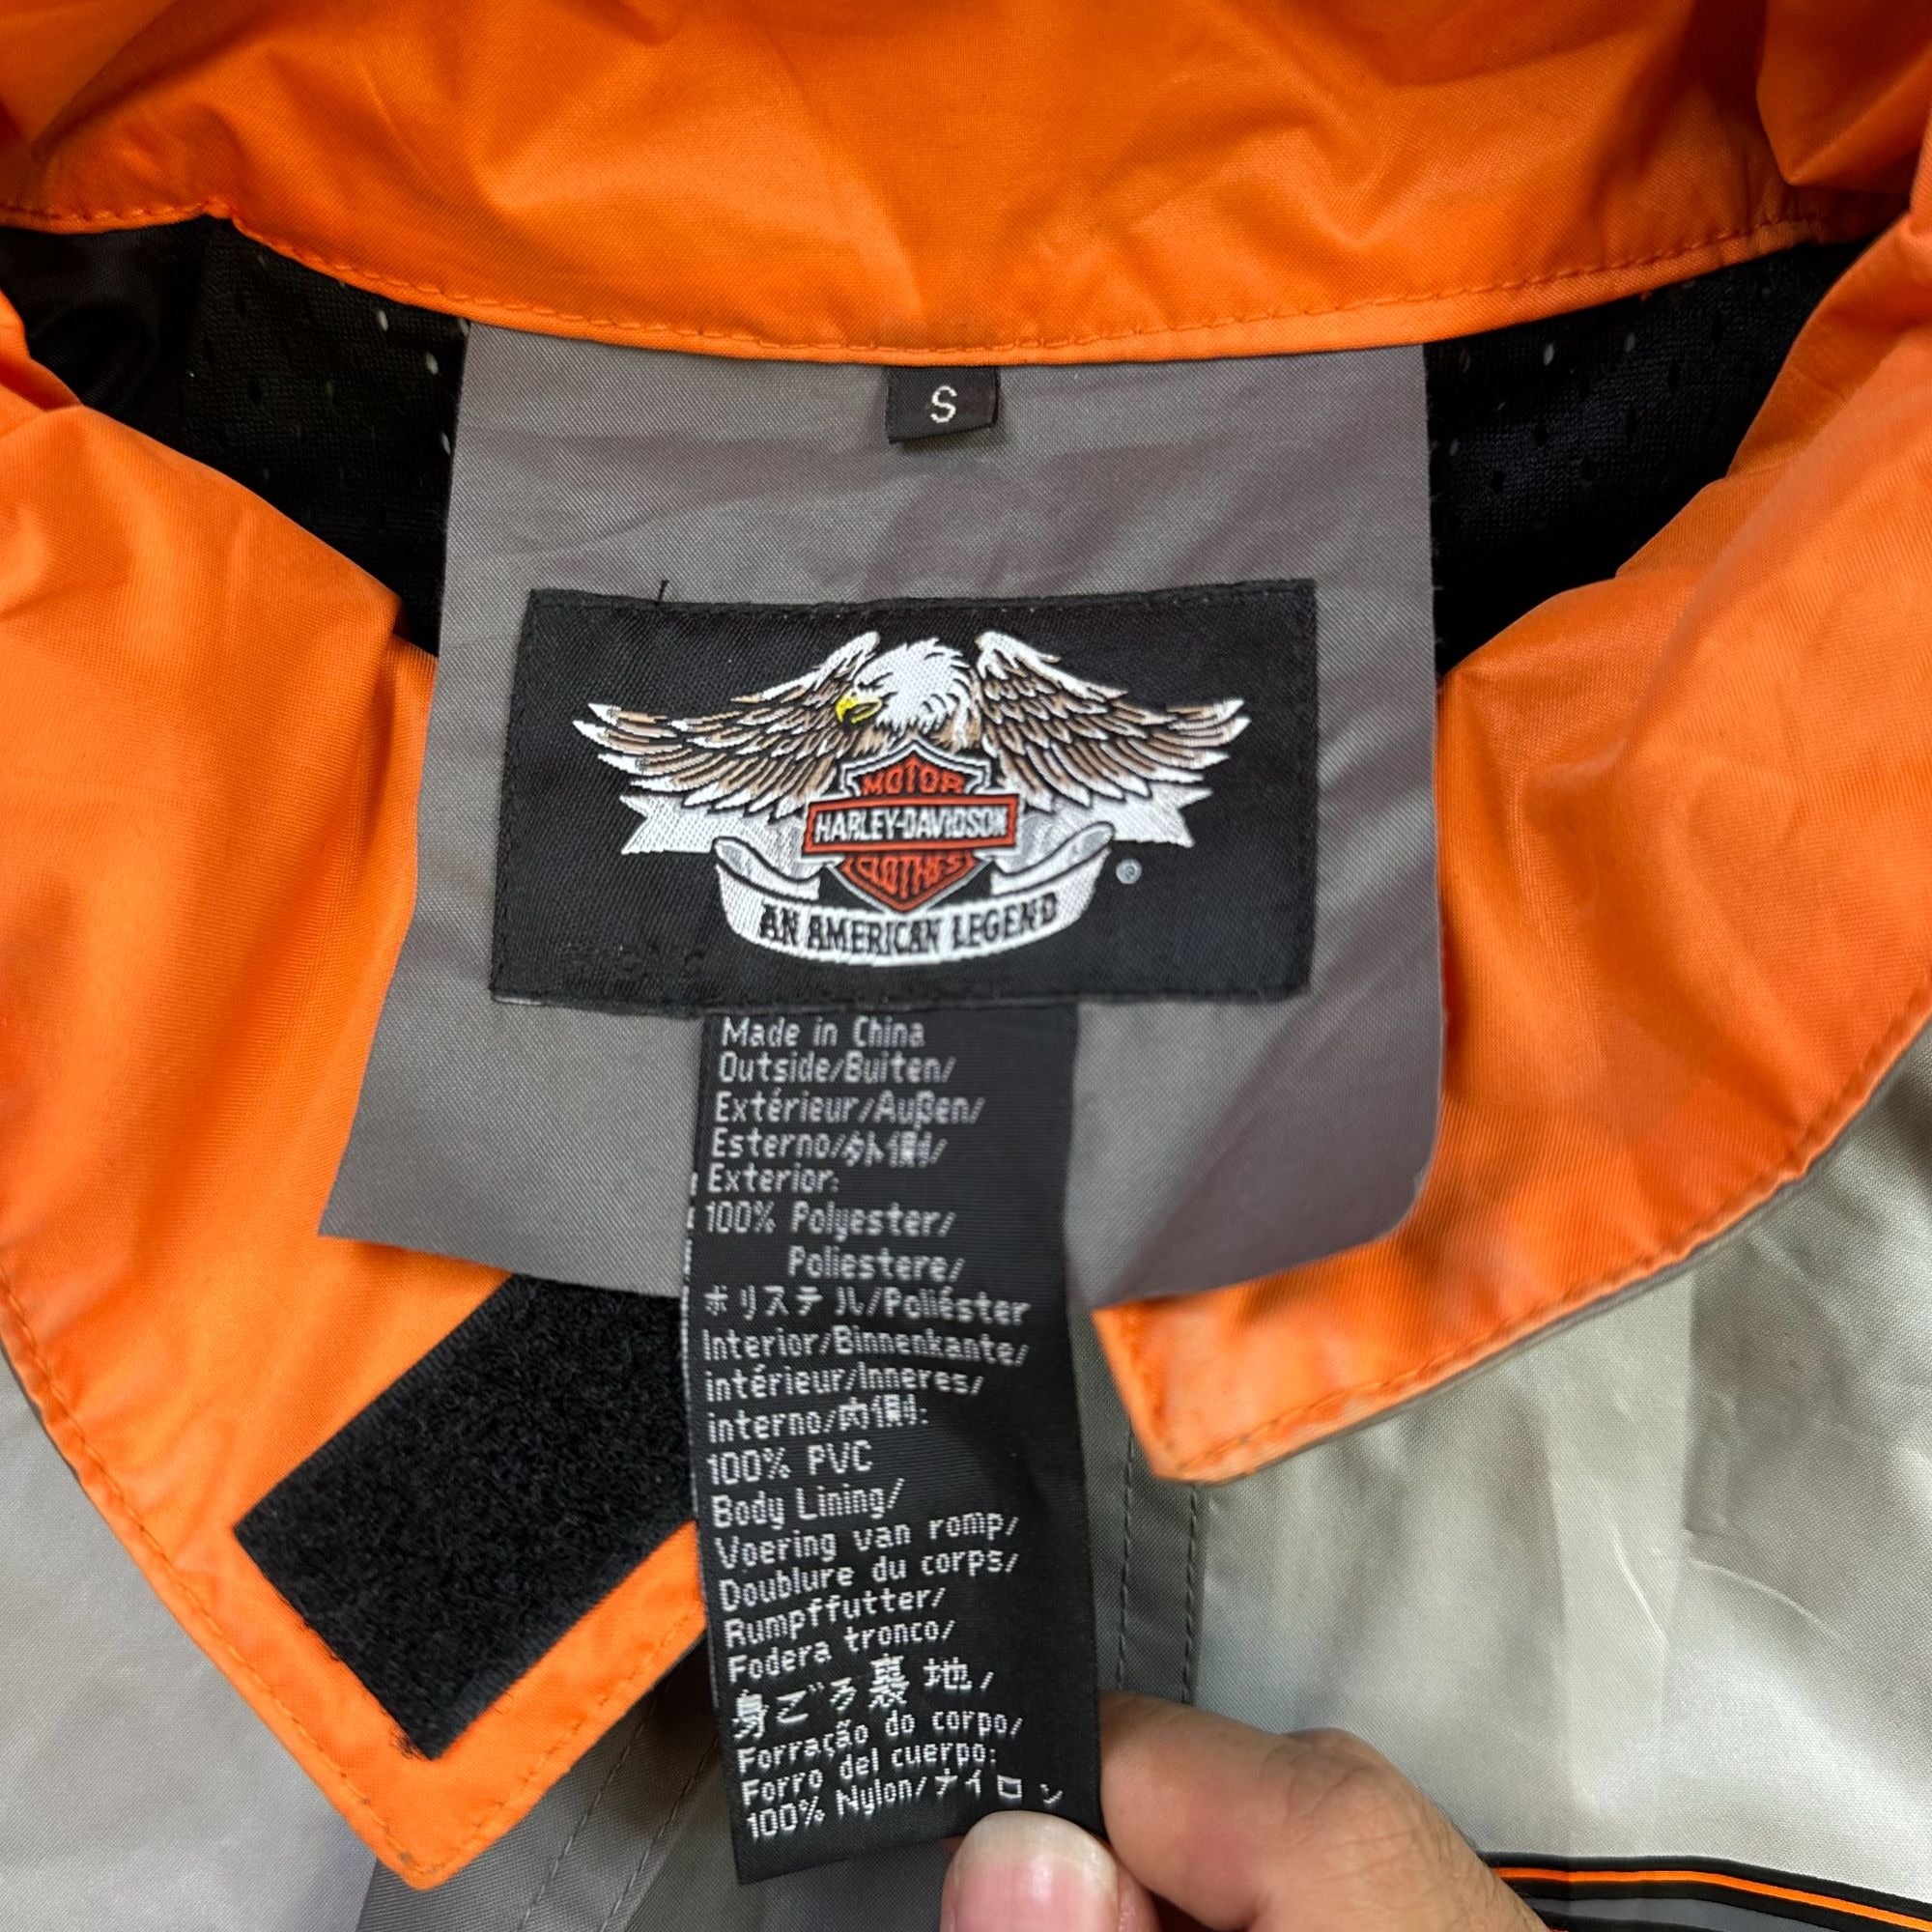 S
MOTOR
HARLEY-DAVIDSON
CLOTHES
®
AN AMERICAN LEGEND
Made in China
Outside/Buiten/
Extérieur/Außen/
Esterno/外側/
Exterior:
100% Polyester/
Poliestere/
ポリステル/Poliéster
Interior/Binnenkante/
intérieur/Inneres/
interno/内側:
100% PVC
Body Lining/
Voering van romp/
Doublure du corps/
Rumpffutter/
Fodera tronco/
身ごろ裏地/
Forração do corpo/
Forro del cuerpo:
100% Nylon/ナイロン